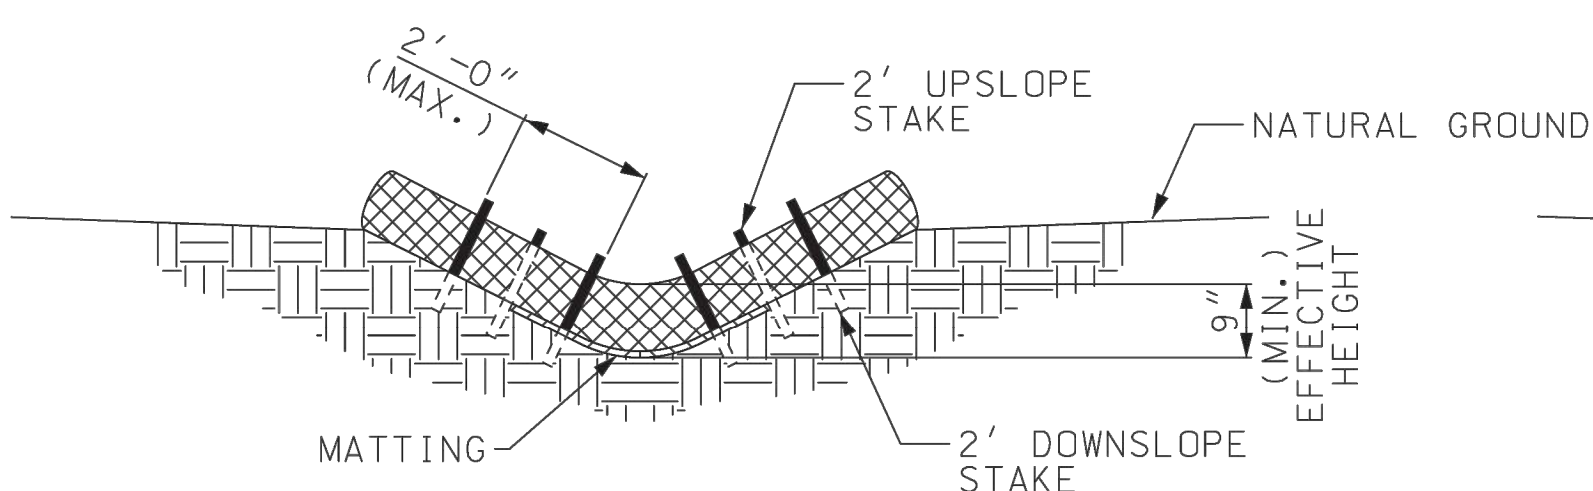 2'-0"
(MAX.)
2' UPSLOPE
STAKE
NATURAL GROUND
9"
(MIN.)
EFFECTIVE
HEIGHT
MATTING
2' DOWNSLOPE
STAKE